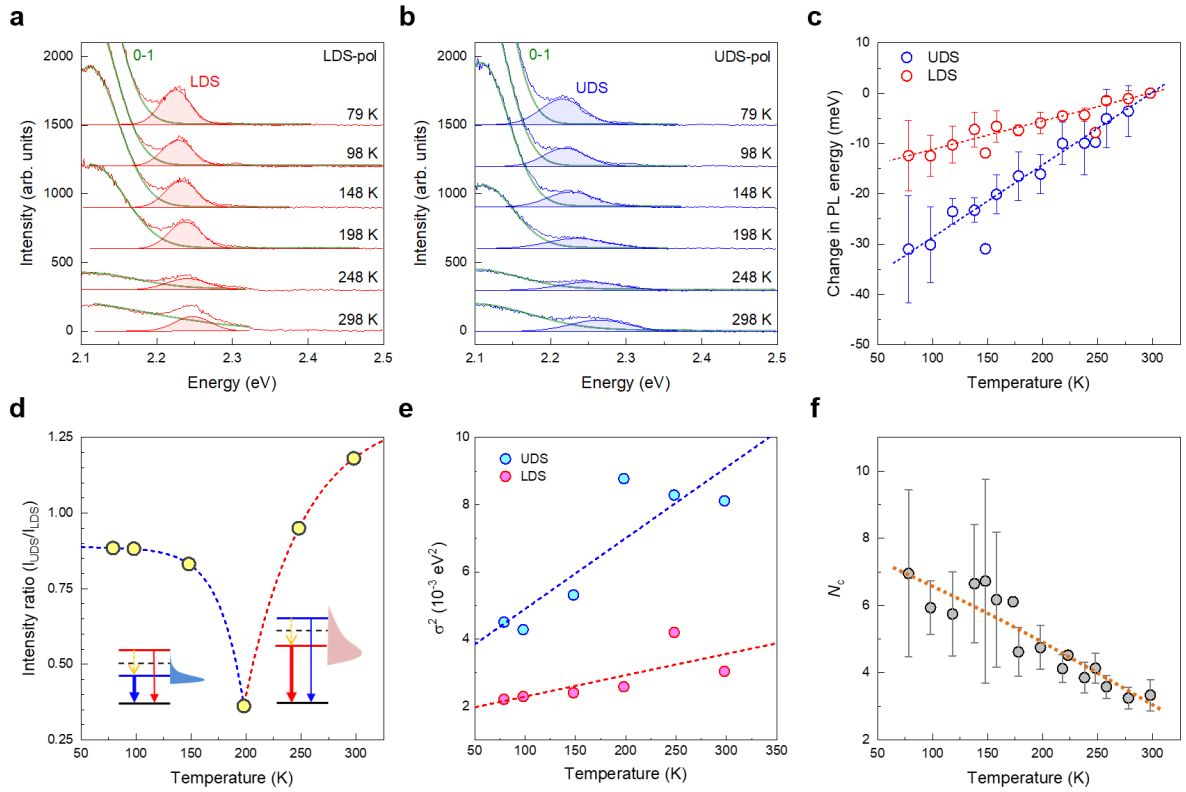 a
2000
1500
1000
500
0
Intensity (arb. units)
0-1
LDS-pol
LDS
79 K
98 K
148 K
198 K
248 K
298 K
2.1 2.2 2.3 2.4 2.5
Energy (eV)
b
2000
1500
1000
500
0
Intensity (arb. units)
0-1
UDS-pol
UDS
79 K
98 K
148 K
198 K
248 K
298 K
2.1 2.2 2.3 2.4 2.5
Energy (eV)
c
UDS
LDS
10
0
-10
-20
-30
-40
-50
Change in PL energy (meV)
50 100 150 200 250 300
Temperature (K)
d
1.25
1.00
0.75
0.50
0.25
Intensity ratio (I_UDS/I_LDS)
50 100 150 200 250 300
Temperature (K)
e
UDS
LDS
10
8
6
4
2
σ² (10⁻³ eV²)
50 100 150 200 250 300 350
Temperature (K)
f
10
8
6
4
2
N_c
50 100 150 200 250 300
Temperature (K)